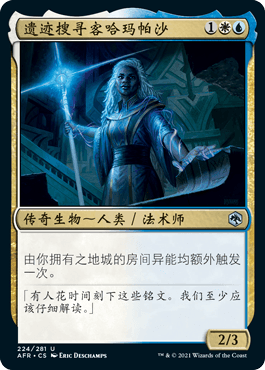 遗迹搜寻客哈玛帕沙 1
传奇生物～人类／法术师
由你拥有之地城的房间异能均额外触发
一次。
「有人花时间刻下这些铭文。我们至少应
该仔细解读。」
2/3
224/281 U
AFR • CS ERIC DESCHAMPS
™ & © 2021 Wizards of the Coast